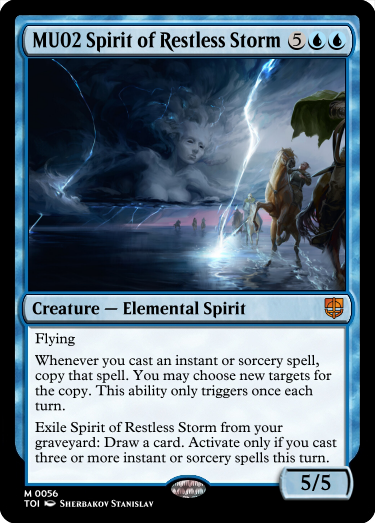 MU02 Spirit of Restless Storm 5
Creature — Elemental Spirit
Flying
Whenever you cast an instant or sorcery spell,
copy that spell. You may choose new targets for
the copy. This ability only triggers once each
turn.
Exile Spirit of Restless Storm from your
graveyard: Draw a card. Activate only if you cast
three or more instant or sorcery spells this turn.
5/5
M 0056
TOI Sherbakov Stanislav